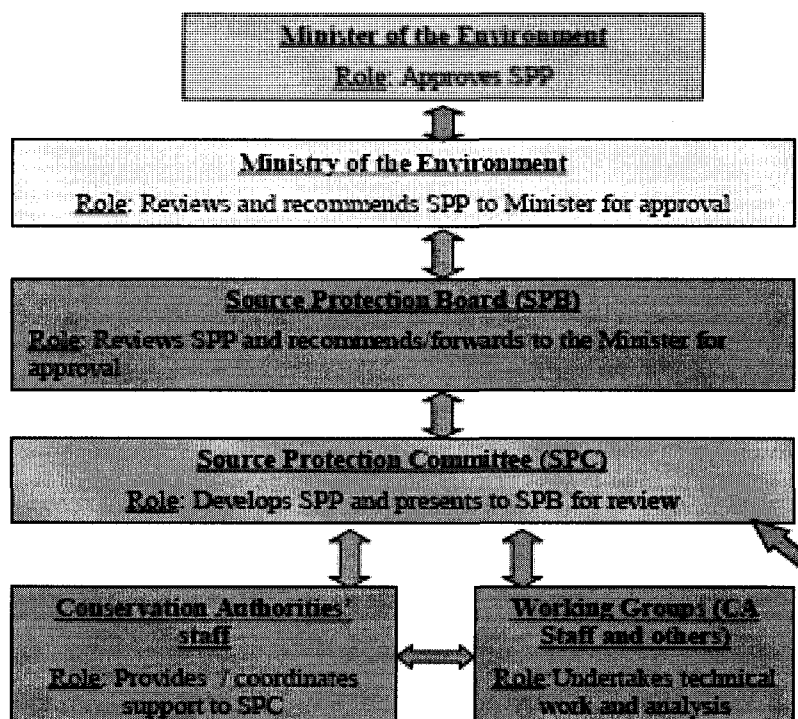 Minister of the Environment
Role: Approves SPP
Ministry of the Environment
Role: Reviews and recommends SPP to Minister for approval
Source Protection Board (SPB)
Role: Reviews SPP and recommends/forwards to the Minister for
approval
Source Protection Committee (SPC)
Role: Develops SPP and presents to SPB for review
Conservation Authorities'
staff
Role: Provides / coordinates
support to SPC
Working Groups (CA
Staff and others)
Role: Undertakes technical
work and analysis